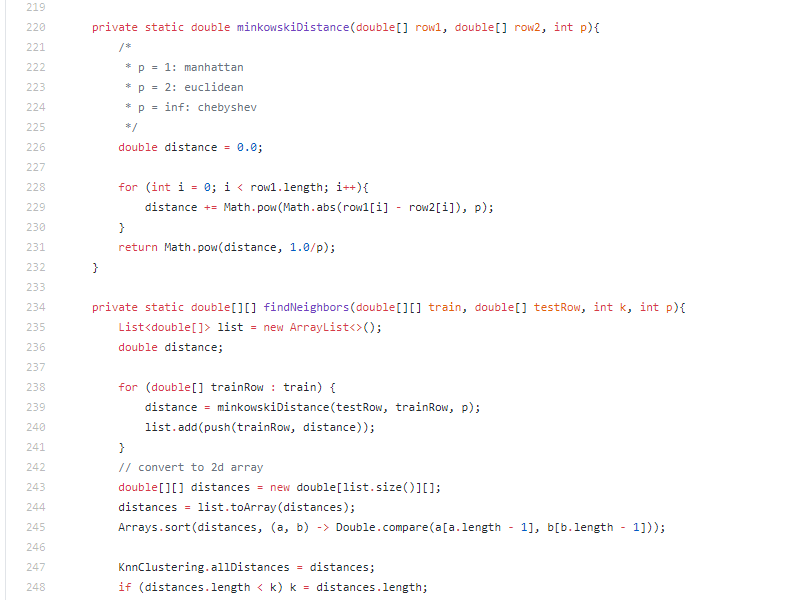 219
220 private static double minkowskiDistance(double[] row1, double[] row2, int p){
221 /*
222 * p = 1: manhattan
223 * p = 2: euclidean
224 * p = inf: chebyshev
225 */
226 double distance = 0.0;
227
228 for (int i = 0; i < row1.length; i++){
229 distance += Math.pow(Math.abs(row1[i] - row2[i]), p);
230 }
231 return Math.pow(distance, 1.0/p);
232 }
233
234 private static double[][] findNeighbors(double[][] train, double[] testRow, int k, int p){
235 List<double[]> list = new ArrayList<>();
236 double distance;
237
238 for (double[] trainRow : train) {
239 distance = minkowskiDistance(testRow, trainRow, p);
240 list.add(push(trainRow, distance));
241 }
242 // convert to 2d array
243 double[][] distances = new double[list.size()][];
244 distances = list.toArray(distances);
245 Arrays.sort(distances, (a, b) -> Double.compare(a[a.length - 1], b[b.length - 1]));
246
247 KnnClustering.allDistances = distances;
248 if (distances.length < k) k = distances.length;